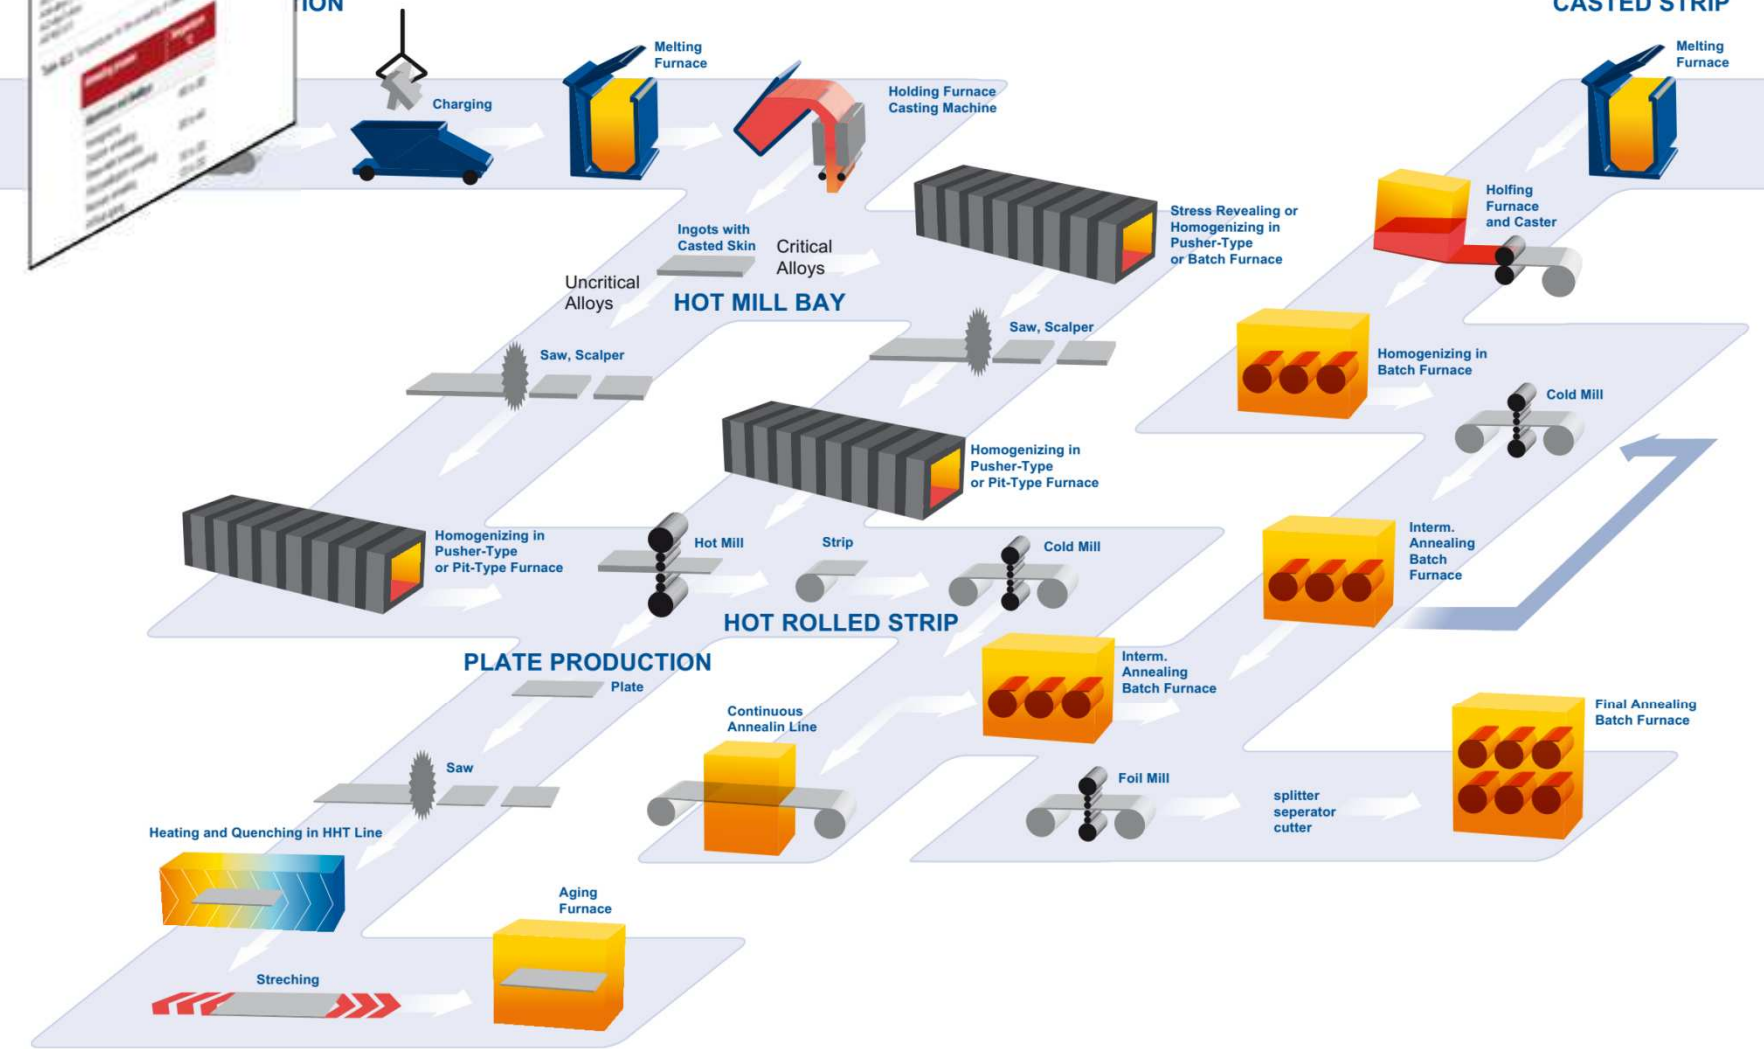 ION
CASTED STRIP
Melting
Furnace
Charging
Holding Furnace
Casting Machine
Melting
Furnace
Ingots with
Casted Skin
Critical
Alloys
Uncritical
Alloys
HOT MILL BAY
Stress Revealing or
Homogenizing in
Pusher-Type
or Batch Furnace
Holfing
Furnace
and Caster
Saw, Scalper
Saw, Scalper
Homogenizing in
Batch Furnace
Cold Mill
Homogenizing in
Pusher-Type
or Pit-Type Furnace
Homogenizing in
Pusher-Type
or Pit-Type Furnace
Hot Mill
Strip
Cold Mill
Interm.
Annealing
Batch
Furnace
HOT ROLLED STRIP
PLATE PRODUCTION
Plate
Interm.
Annealing
Batch Furnace
Continuous
Annealin Line
Final Annealing
Batch Furnace
Saw
Foil Mill
splitter
seperator
cutter
Heating and Quenching in HHT Line
Aging
Furnace
Streching